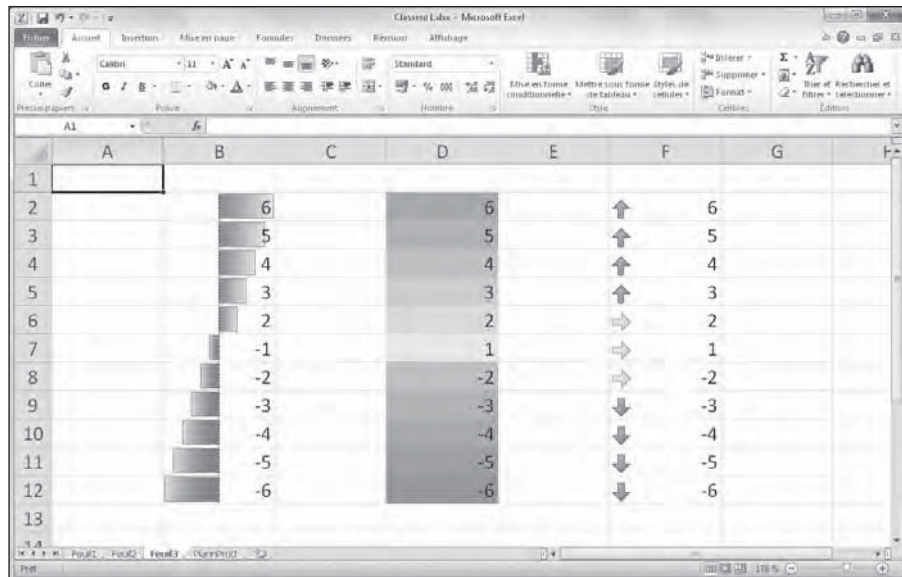 Classeur1.xlsx - Microsoft Excel
Fichier Accueil Insertion Mise en page Formules Données Révision Affichage
Calibri 11 A A Standard
Coller G I S A % 000
Mise en forme conditionnelle Mettre sous forme de tableau Styles de cellules
Insérer
Supprimer
Format
Σ Trier et filtrer Rechercher et sélectionner
Presse-papiers Police Alignement Nombre Style Cellules Édition
A1 fx
A B C D E F G H
1
2 6 6 6
3 5 5 5
4 4 4 4
5 3 3 3
6 2 2 2
7 -1 1 1
8 -2 -2 -2
9 -3 -3 -3
10 -4 -4 -4
11 -5 -5 -5
12 -6 -6 -6
13
14
Feuil1 Feuil2 Feuil3 PlanProd
Prêt